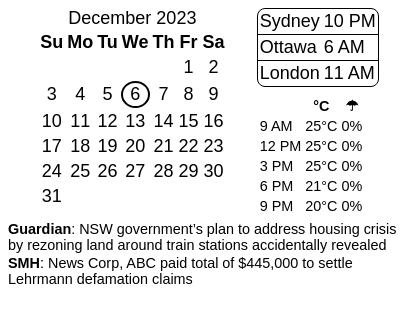 December 2023
Su Mo Tu We Th Fr Sa
1 2
3 4 5 6 7 8 9
10 11 12 13 14 15 16
17 18 19 20 21 22 23
24 25 26 27 28 29 30
31
Sydney 10 PM
Ottawa 6 AM
London 11 AM
°C ☂
9 AM 25°C 0%
12 PM 25°C 0%
3 PM 25°C 0%
6 PM 21°C 0%
9 PM 20°C 0%
Guardian: NSW government’s plan to address housing crisis
by rezoning land around train stations accidentally revealed
SMH: News Corp, ABC paid total of $445,000 to settle
Lehrmann defamation claims